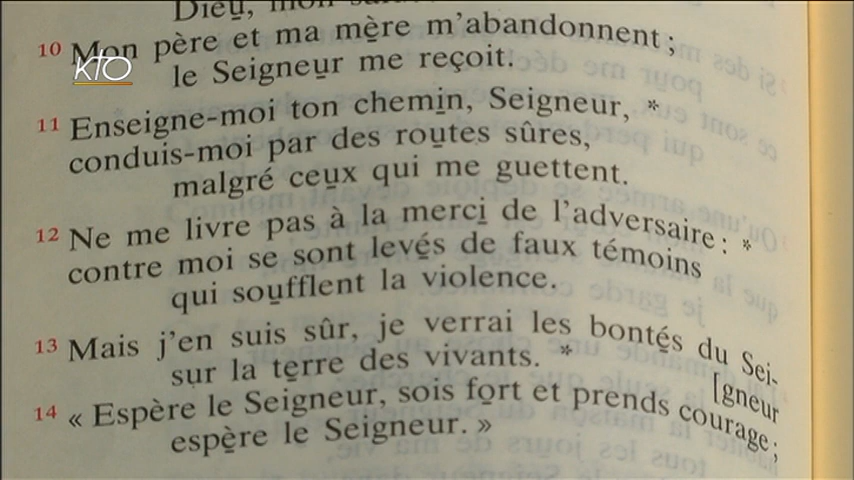 Dieu, mon
10 Mon père et ma mère m'abandonnent ;
le Seigneur me reçoit.
KTO
11 Enseigne-moi ton chemin, Seigneur, *
conduis-moi par des routes sûres,
malgré ceux qui me guettent.
12 Ne me livre pas à la merci de l'adversaire : *
contre moi se sont levés de faux témoins
qui soufflent la violence.
13 Mais j'en suis sûr, je verrai les bontés du Sei-
[gneur
sur la terre des vivants. *
14 « Espère le Seigneur, sois fort et prends courage ;
espère le Seigneur. »